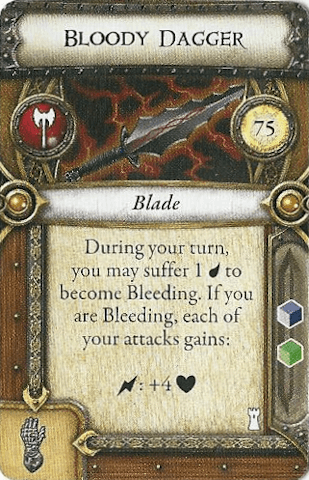 Bloody Dagger
75
Blade
During your turn,
you may suffer 1 to
become Bleeding. If you
are Bleeding, each of
your attacks gains:
: +4